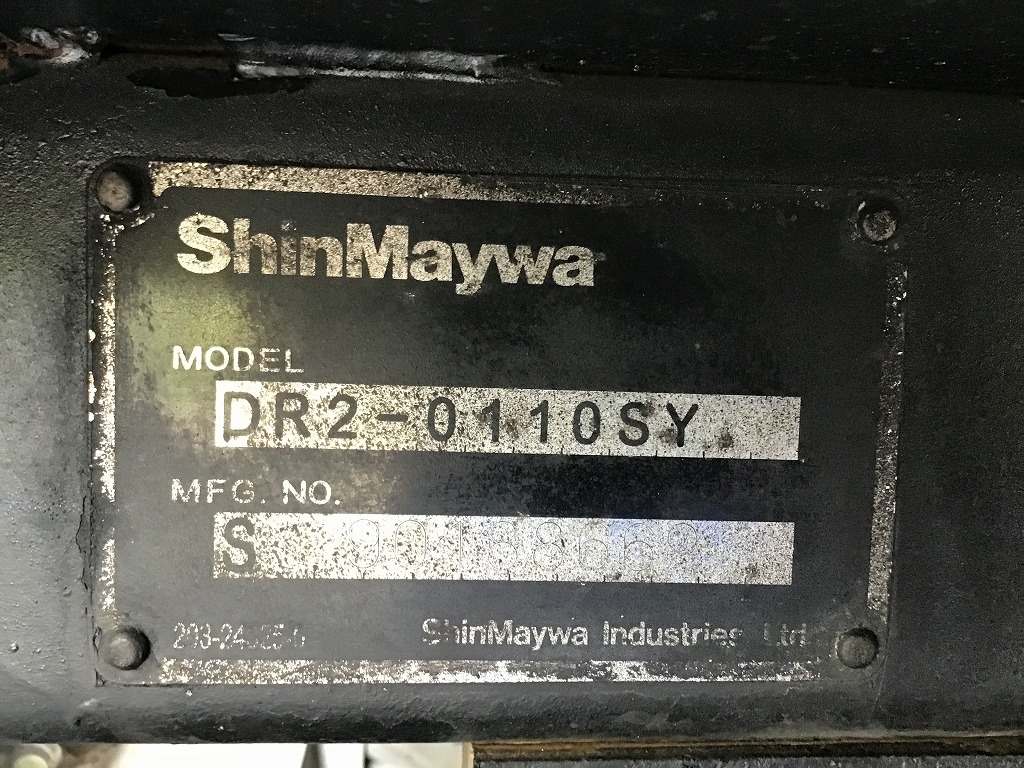 ShinMaywa
MODEL
DR2-0110SY
MFG. NO.
S
ShinMaywa Industries Ltd